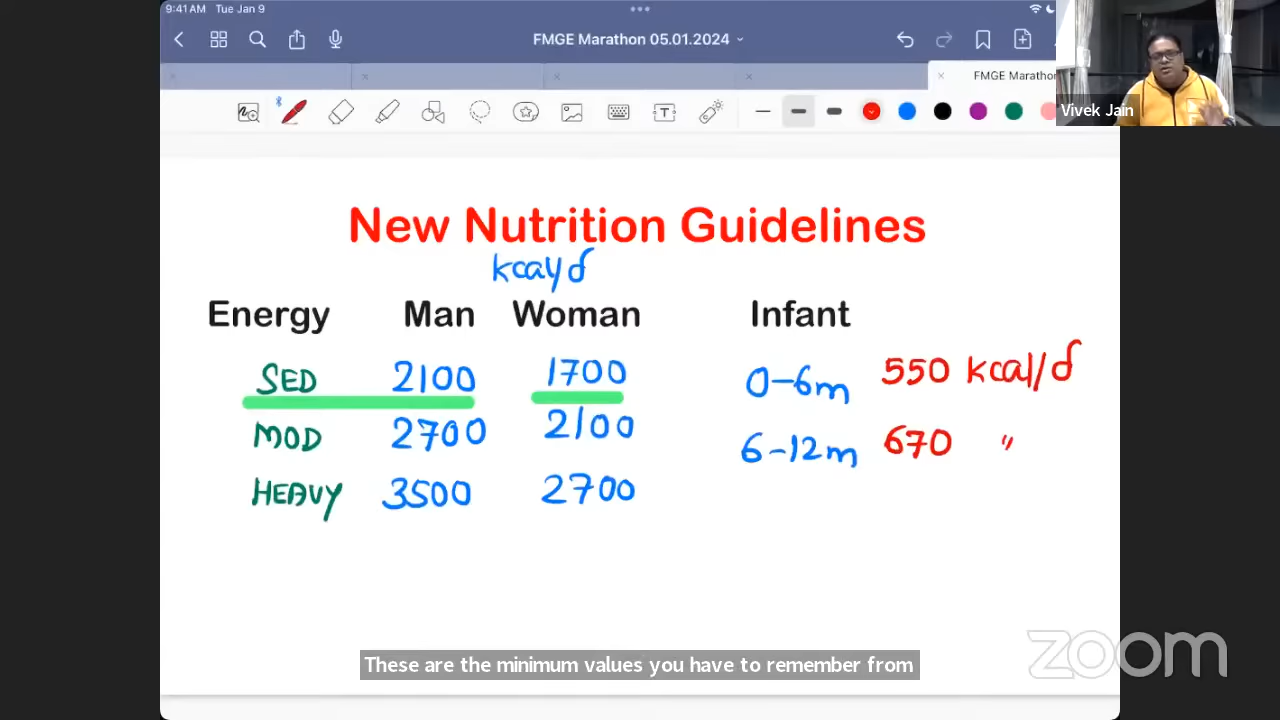 9:41 AM Tue Jan 9
FMGE Marathon 05.01.2024
FMGE Marathon
Vivek Jain
New Nutrition Guidelines
kcal/d
Energy Man Woman Infant
SED 2100 1700 0-6m 550 kcal/d
MOD 2700 2100 6-12m 670 "
HEAVY 3500 2700
These are the minimum values you have to remember from
zoom